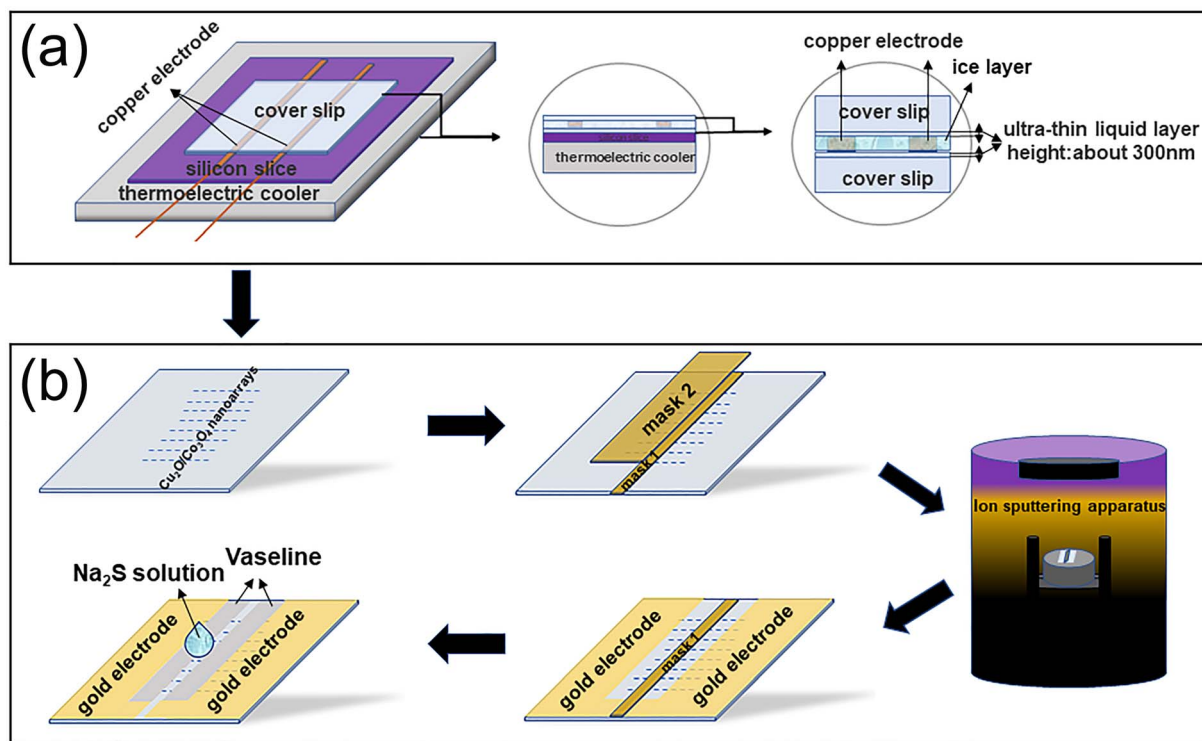 (a)
copper electrode
cover slip
silicon slice
thermoelectric cooler
silicon slice
thermoelectric cooler
copper electrode
ice layer
cover slip
ultra-thin liquid layer
height:about 300nm
cover slip
(b)
Cu₂O/Co₃O₄ nanoarrays
mask 2
mask 1
Ion sputtering apparatus
Na₂S solution
Vaseline
gold electrode
gold electrode
gold electrode
mask 1
gold electrode